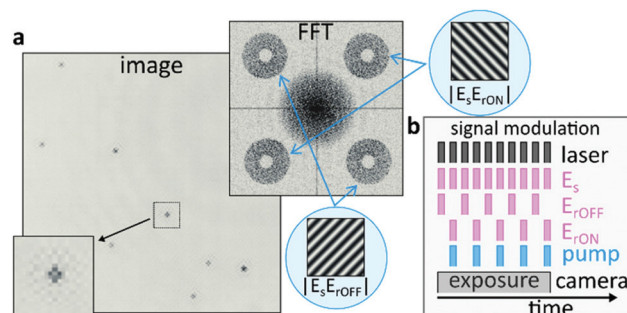 a
image
FFT
|EsErON|
|EsErOFF|
b
signal modulation
laser
Es
ErOFF
ErON
pump
exposure
camera
time